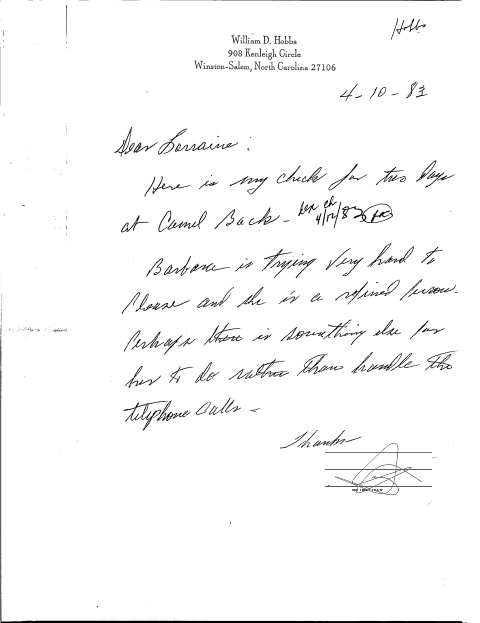 Hobbs
William D. Hobbs
908 Kenleigh Circle
Winston-Salem, North Carolina 27106
4-10-83
Dear Lorraine:
Here is my check for two days
at Camel Back -
4/12/83
Barbara is trying very hard to
please and she is a refined person.
Perhaps there is something else for
her to do rather than handle the
telephone calls -
Thanks